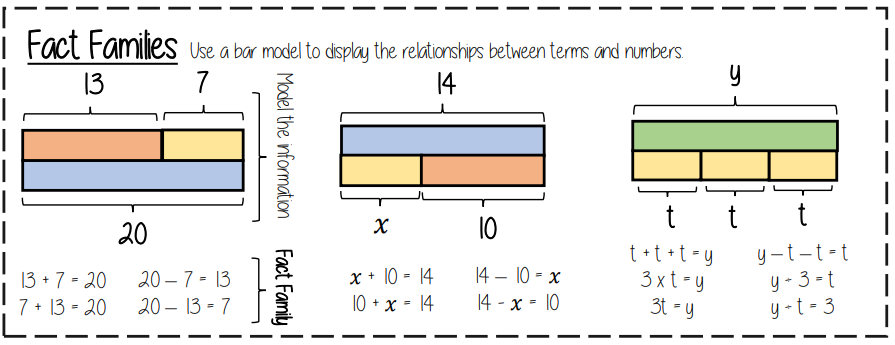 Fact Families Use a bar model to display the relationships between terms and numbers.
13 7
20
Model the information
13 + 7 = 20 20 – 7 = 13
7 + 13 = 20 20 – 13 = 7
Fact Family
14
x 10
x + 10 = 14 14 – 10 = x
10 + x = 14 14 - x = 10
y
t t t
t + t + t = y y – t – t = t
3 x t = y y ÷ 3 = t
3t = y y ÷ t = 3